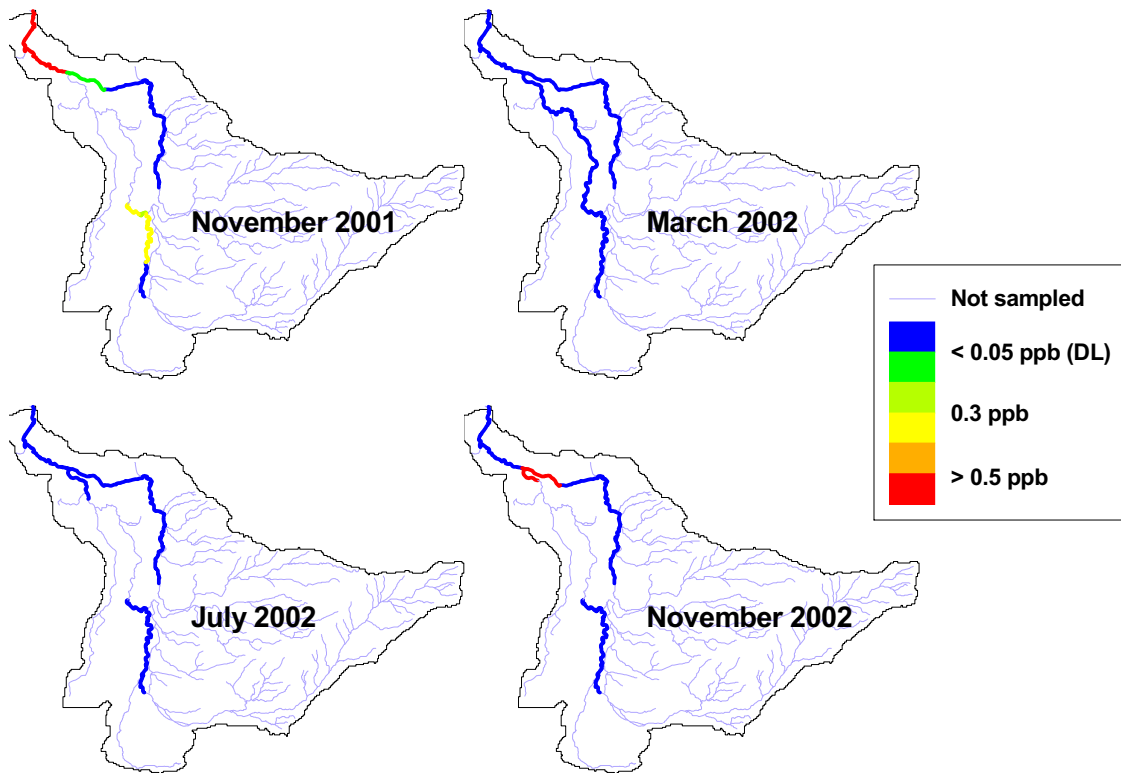 November 2001
March 2002
Not sampled
< 0.05 ppb (DL)
0.3 ppb
> 0.5 ppb
July 2002
November 2002